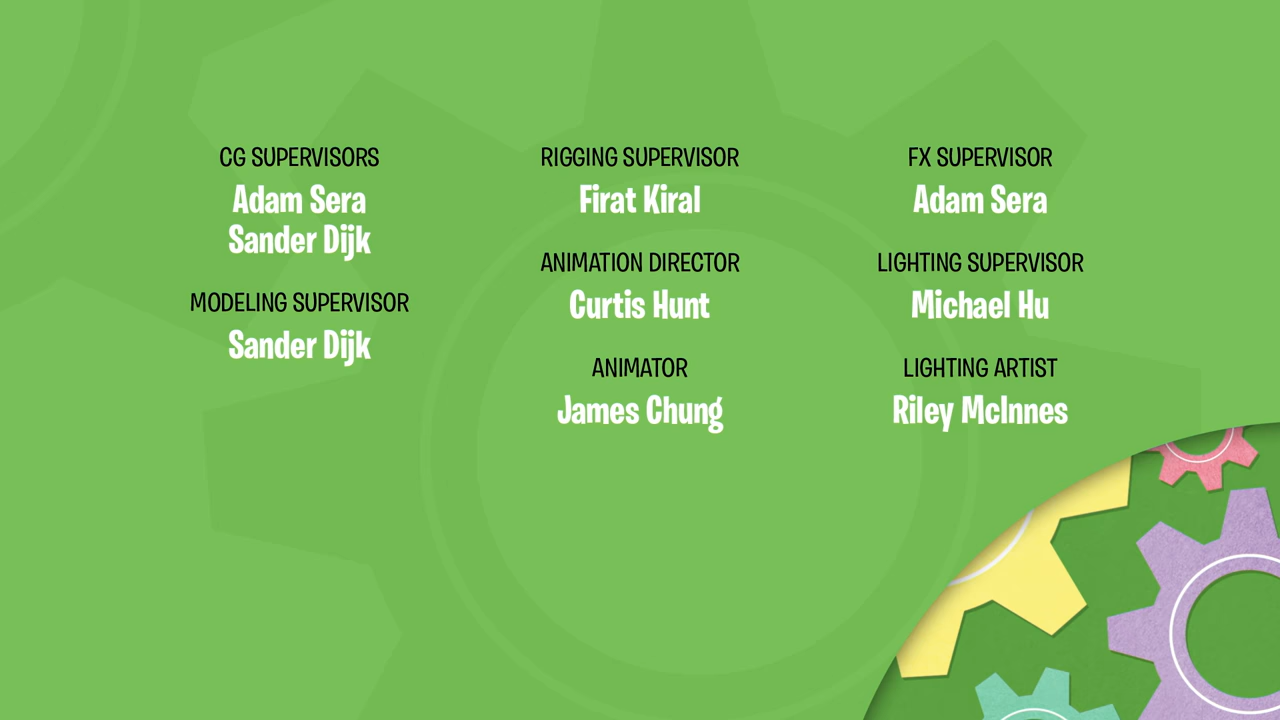 CG SUPERVISORS
Adam Sera
Sander Dijk
MODELING SUPERVISOR
Sander Dijk
RIGGING SUPERVISOR
Firat Kiral
ANIMATION DIRECTOR
Curtis Hunt
ANIMATOR
James Chung
FX SUPERVISOR
Adam Sera
LIGHTING SUPERVISOR
Michael Hu
LIGHTING ARTIST
Riley McInnes